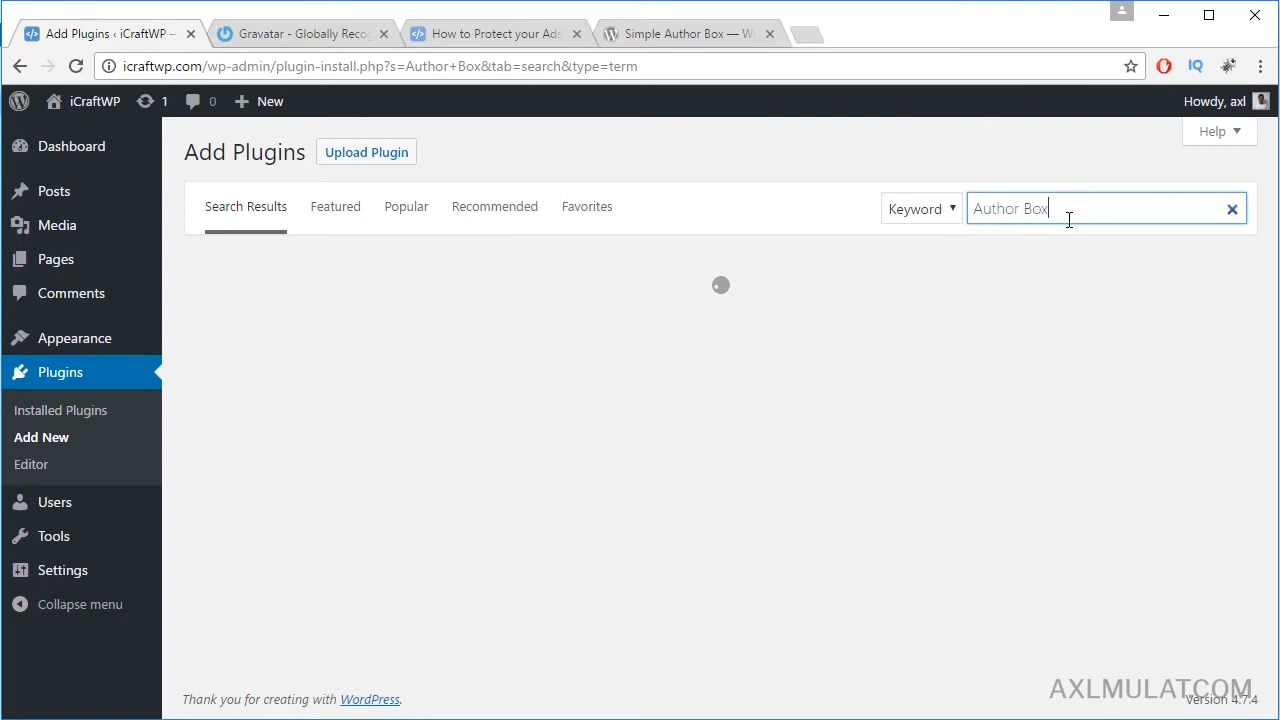 Add Plugins ‹ iCraftWP —
Gravatar - Globally Reco
How to Protect your Ads
Simple Author Box — W
icraftwp.com/wp-admin/plugin-install.php?s=Author+Box&tab=search&type=term
IQ
iCraftWP
1
0
New
Howdy, axl
Help
Dashboard
Posts
Media
Pages
Comments
Appearance
Plugins
Installed Plugins
Add New
Editor
Users
Tools
Settings
Collapse menu
Add Plugins
Upload Plugin
Search Results
Featured
Popular
Recommended
Favorites
Keyword
Author Box
Thank you for creating with WordPress.
Version 4.7.4
AXLMULATCOM